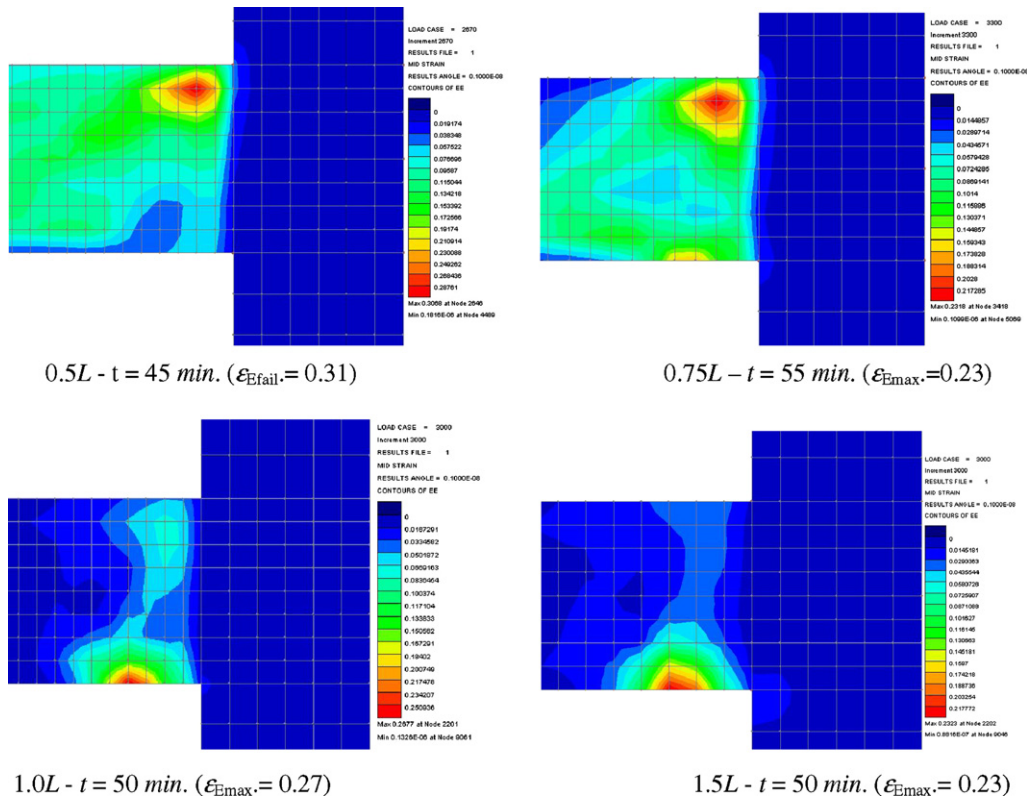 LOAD CASE = 2670
Increment 2670
RESULTS FILE = 1
MID STRAIN
RESULTS ANGLE = 0.1000E-08
CONTOURS OF EE
0
0.019174
0.038348
0.057522
0.076696
0.09587
0.115044
0.134218
0.153392
0.172566
0.19174
0.210914
0.230088
0.249262
0.268436
0.28761
Max 0.3068 at Node 2646
Min 0.1816E-06 at Node 4489
0.5L - t = 45 min. (εEfail.= 0.31)
LOAD CASE = 3300
Increment 3300
RESULTS FILE = 1
MID STRAIN
RESULTS ANGLE = 0.1000E-08
CONTOURS OF EE
0
0.0144857
0.0289714
0.0434571
0.0579428
0.0724285
0.0869141
0.1014
0.115886
0.130371
0.144857
0.159343
0.173828
0.188314
0.2028
0.217285
Max 0.2318 at Node 3418
Min 0.1099E-06 at Node 5069
0.75L – t = 55 min. (εEmax.=0.23)
LOAD CASE = 3000
Increment 3000
RESULTS FILE = 1
MID STRAIN
RESULTS ANGLE = 0.1000E-08
CONTOURS OF EE
0
0.0167291
0.0334582
0.0501872
0.0669163
0.0836454
0.100374
0.117104
0.133833
0.150562
0.167291
0.18402
0.200749
0.217478
0.234207
0.250936
Max 0.2677 at Node 2201
Min 0.1328E-06 at Node 9061
1.0L - t = 50 min. (εEmax.= 0.27)
LOAD CASE = 3000
Increment 3000
RESULTS FILE = 1
MID STRAIN
RESULTS ANGLE = 0.1000E-08
CONTOURS OF EE
0
0.0145181
0.0290363
0.0435544
0.0580726
0.0725907
0.0871089
0.101627
0.116145
0.130663
0.145181
0.1597
0.174218
0.188736
0.203254
0.217772
Max 0.2323 at Node 2202
Min 0.8816E-07 at Node 9046
1.5L - t = 50 min. (εEmax.= 0.23)